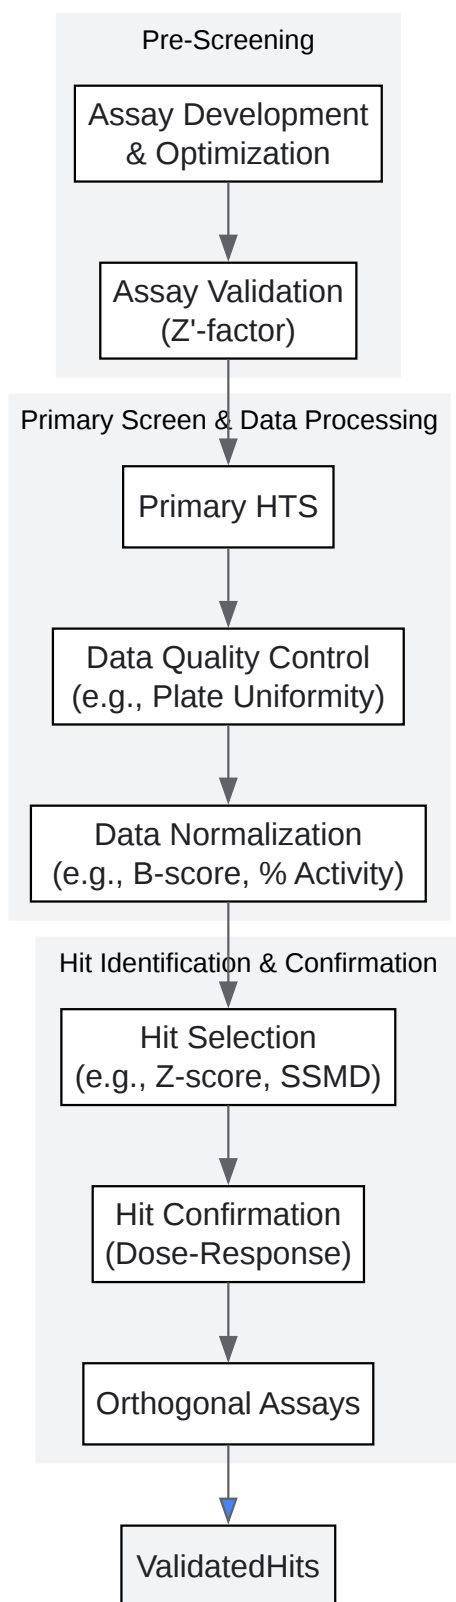 Pre-Screening
Assay Development
& Optimization
Assay Validation
(Z'-factor)
Primary Screen & Data Processing
Primary HTS
Data Quality Control
(e.g., Plate Uniformity)
Data Normalization
(e.g., B-score, % Activity)
Hit Identification & Confirmation
Hit Selection
(e.g., Z-score, SSMD)
Hit Confirmation
(Dose-Response)
Orthogonal Assays
ValidatedHits